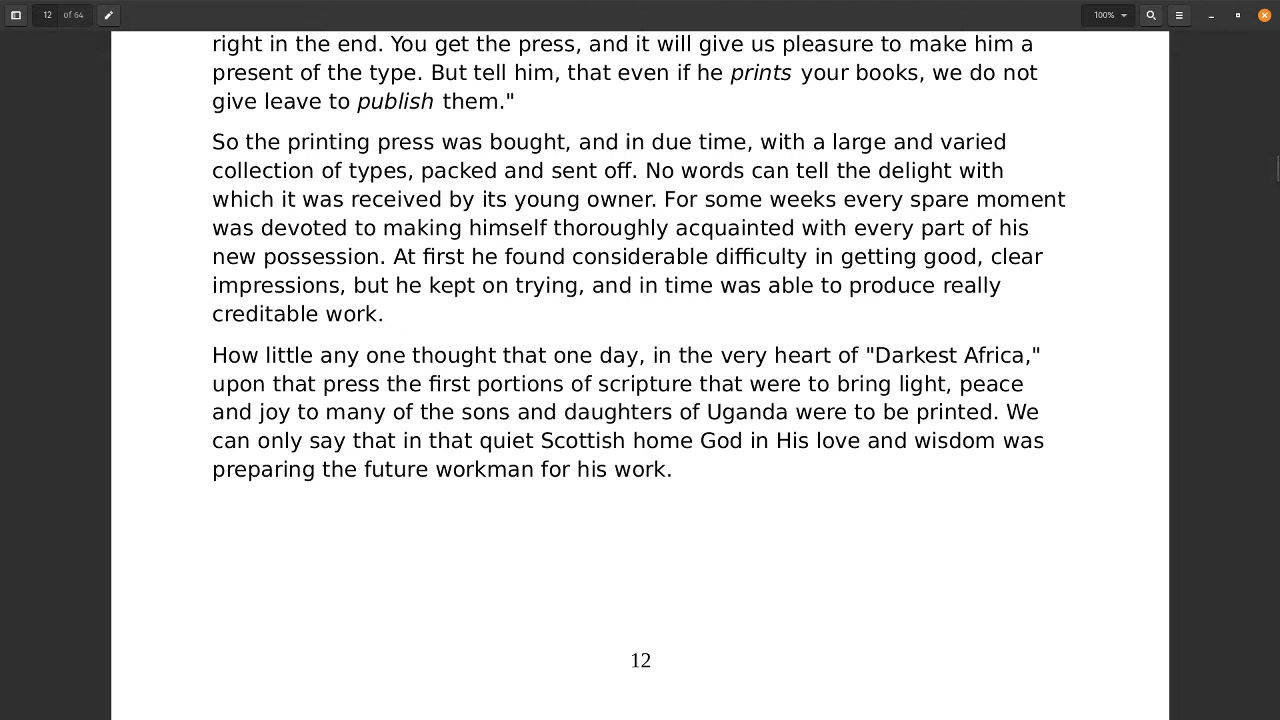 12 of 64
100%
right in the end. You get the press, and it will give us pleasure to make him a
present of the type. But tell him, that even if he prints your books, we do not
give leave to publish them."
So the printing press was bought, and in due time, with a large and varied
collection of types, packed and sent off. No words can tell the delight with
which it was received by its young owner. For some weeks every spare moment
was devoted to making himself thoroughly acquainted with every part of his
new possession. At first he found considerable difficulty in getting good, clear
impressions, but he kept on trying, and in time was able to produce really
creditable work.
How little any one thought that one day, in the very heart of "Darkest Africa,"
upon that press the first portions of scripture that were to bring light, peace
and joy to many of the sons and daughters of Uganda were to be printed. We
can only say that in that quiet Scottish home God in His love and wisdom was
preparing the future workman for his work.
12